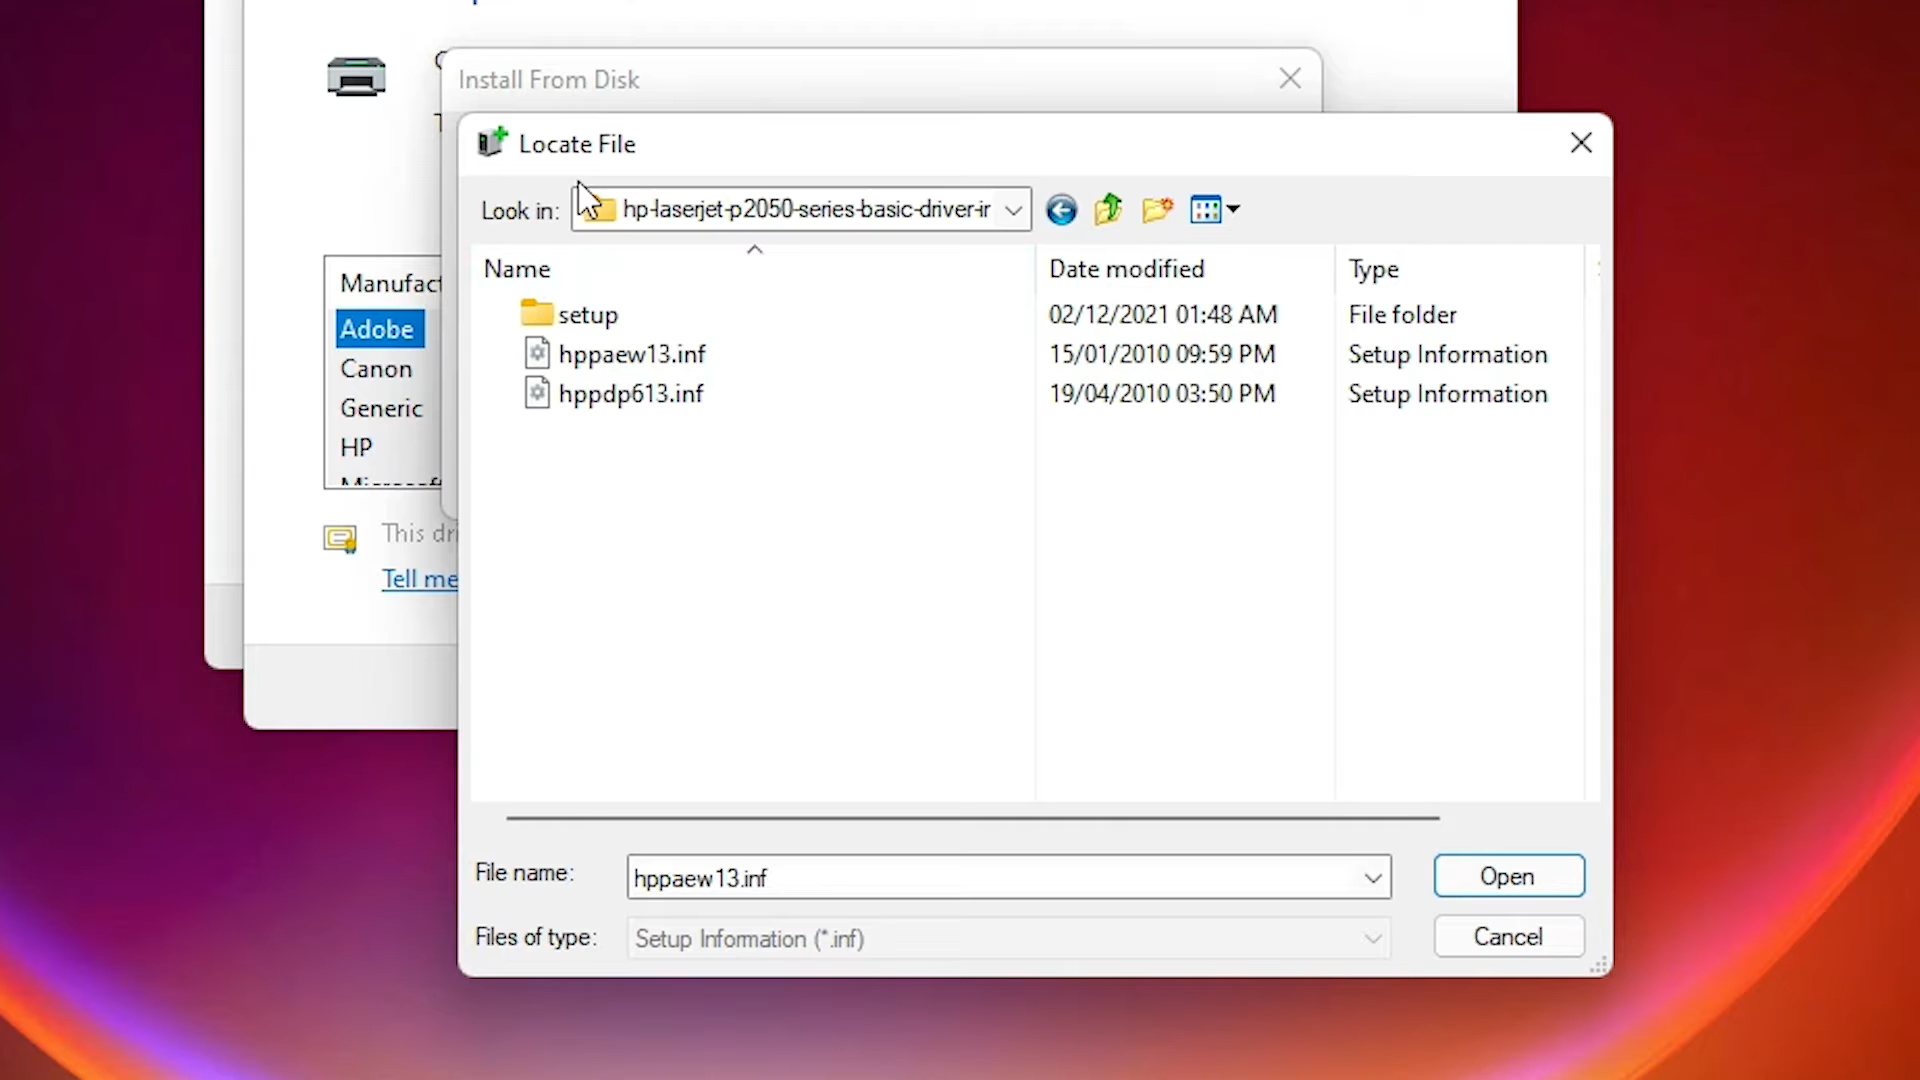 Install From Disk
Locate File
Look in: hp-laserjet-p2050-series-basic-driver-ir
Name Date modified Type
setup 02/12/2021 01:48 AM File folder
hppaew13.inf 15/01/2010 09:59 PM Setup Information
hppdp613.inf 19/04/2010 03:50 PM Setup Information
Manufact
Adobe
Canon
Generic
HP
This dri
Tell me
File name: hppaew13.inf Open
Files of type: Setup Information (*.inf) Cancel